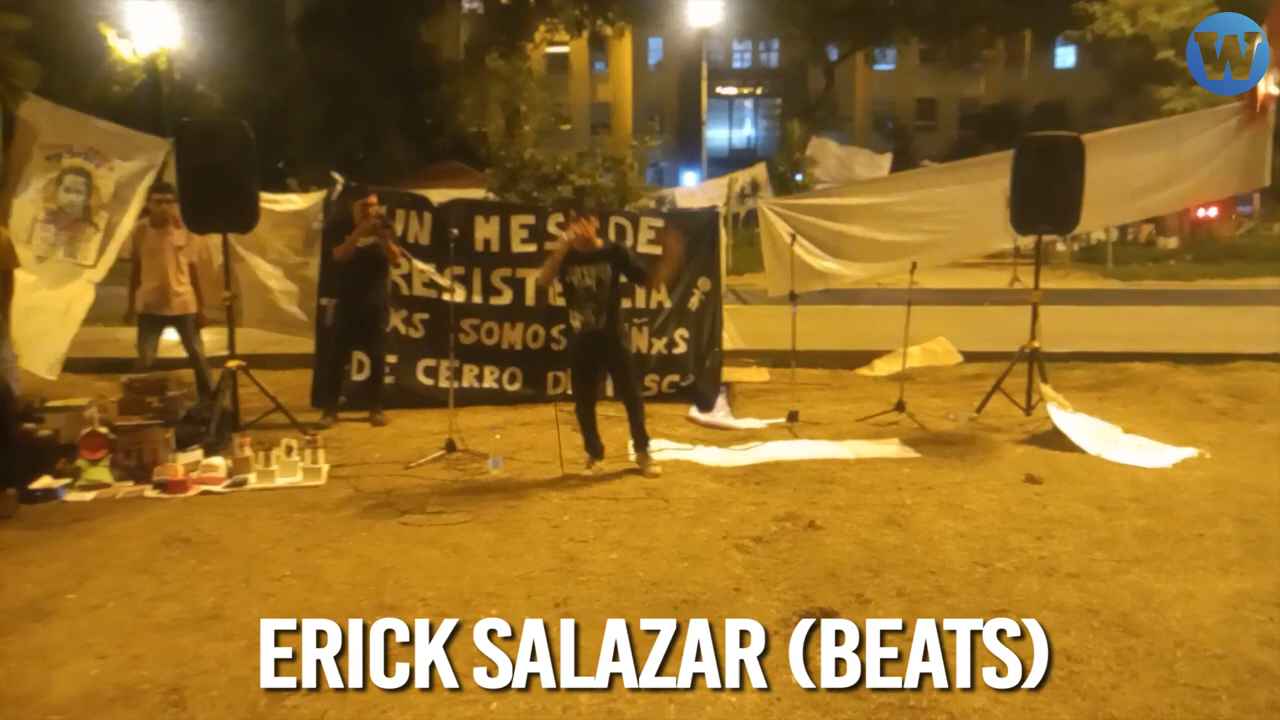 W
UN MES DE
RESISTENCIA
SOMOS
DE CERRO
ERICK SALAZAR (BEATS)